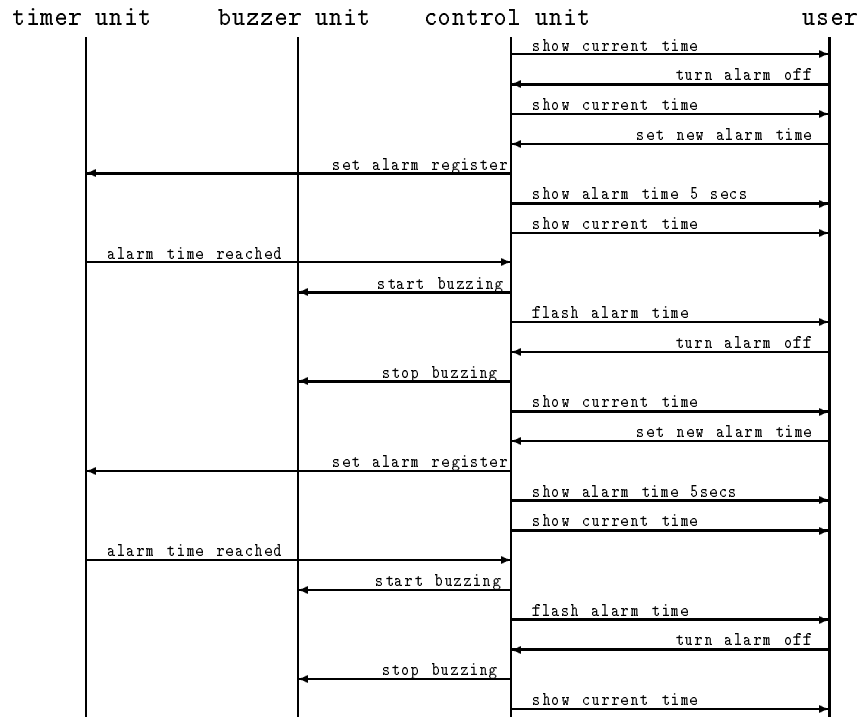 timer unit buzzer unit control unit user
show current time
turn alarm off
show current time
set new alarm time
set alarm register
show alarm time 5 secs
show current time
alarm time reached
start buzzing
flash alarm time
turn alarm off
stop buzzing
show current time
set new alarm time
set alarm register
show alarm time 5secs
show current time
alarm time reached
start buzzing
flash alarm time
turn alarm off
stop buzzing
show current time